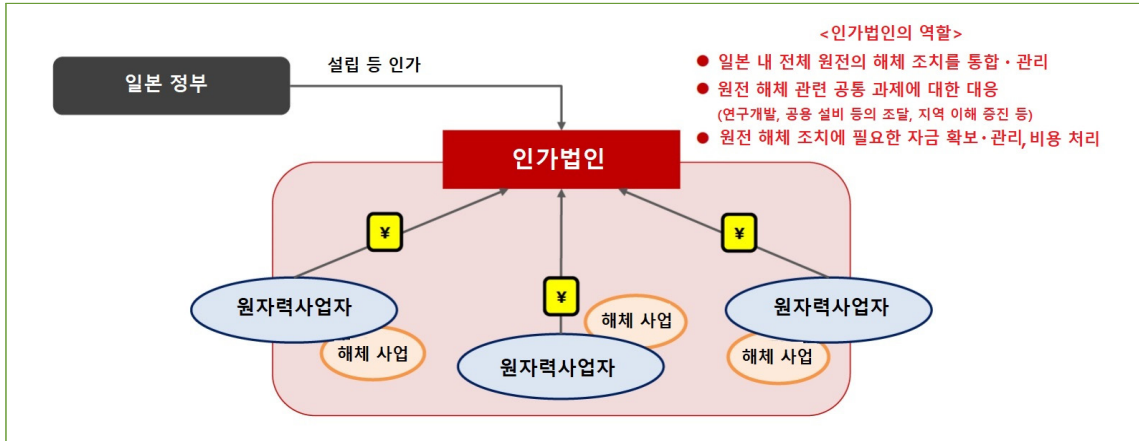 <인가법인의 역할>
설립 등 인가
일본 정부
● 일본 내 전체 원전의 해체 조치를 통합·관리
● 원전 해체 관련 공통 과제에 대한 대응
(연구개발, 공용 설비 등의 조달, 지역 이해 증진 등)
● 원전 해체 조치에 필요한 자금 확보·관리, 비용 처리
인가법인
¥
¥
¥
원자력사업자
해체 사업
원자력사업자
해체 사업
원자력사업자
해체 사업